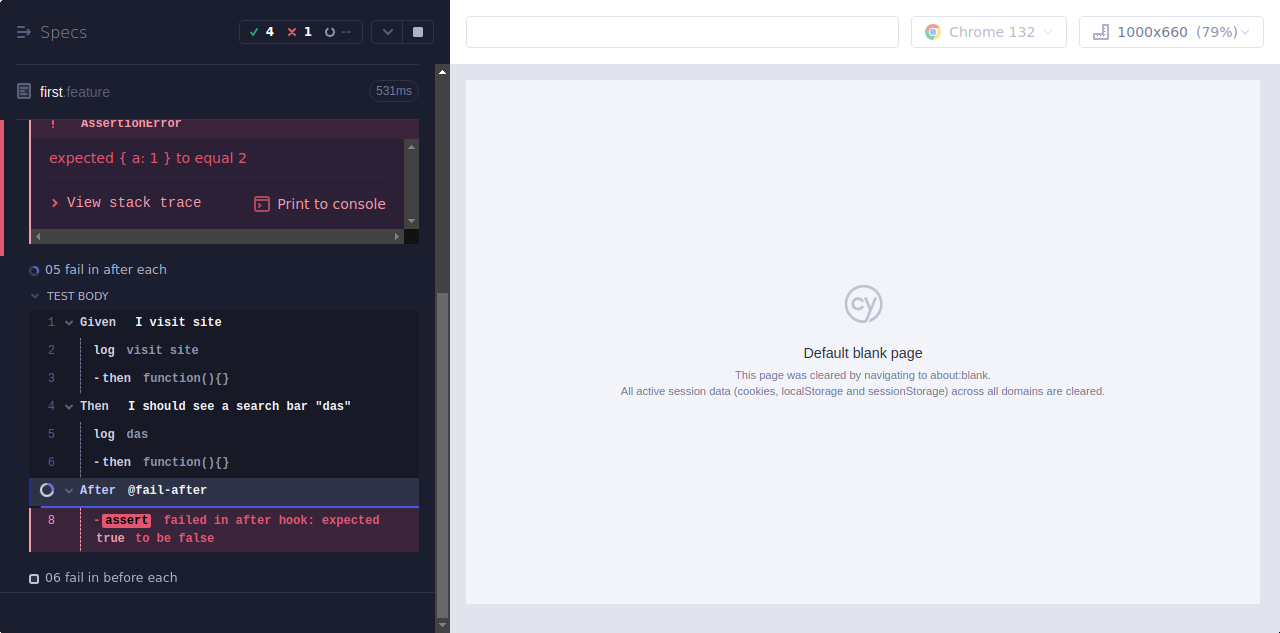 Specs
4
1
--
Chrome 132
1000x660 (79%)
first.feature
531ms
! AssertionError
expected { a: 1 } to equal 2
View stack trace
Print to console
05 fail in after each
TEST BODY
1 Given I visit site
2 log visit site
3 -then function(){}
4 Then I should see a search bar "das"
5 log das
6 -then function(){}
After @fail-after
8 -assert failed in after hook: expected
true to be false
06 fail in before each
cy
Default blank page
This page was cleared by navigating to about:blank.
All active session data (cookies, localStorage and sessionStorage) across all domains are cleared.